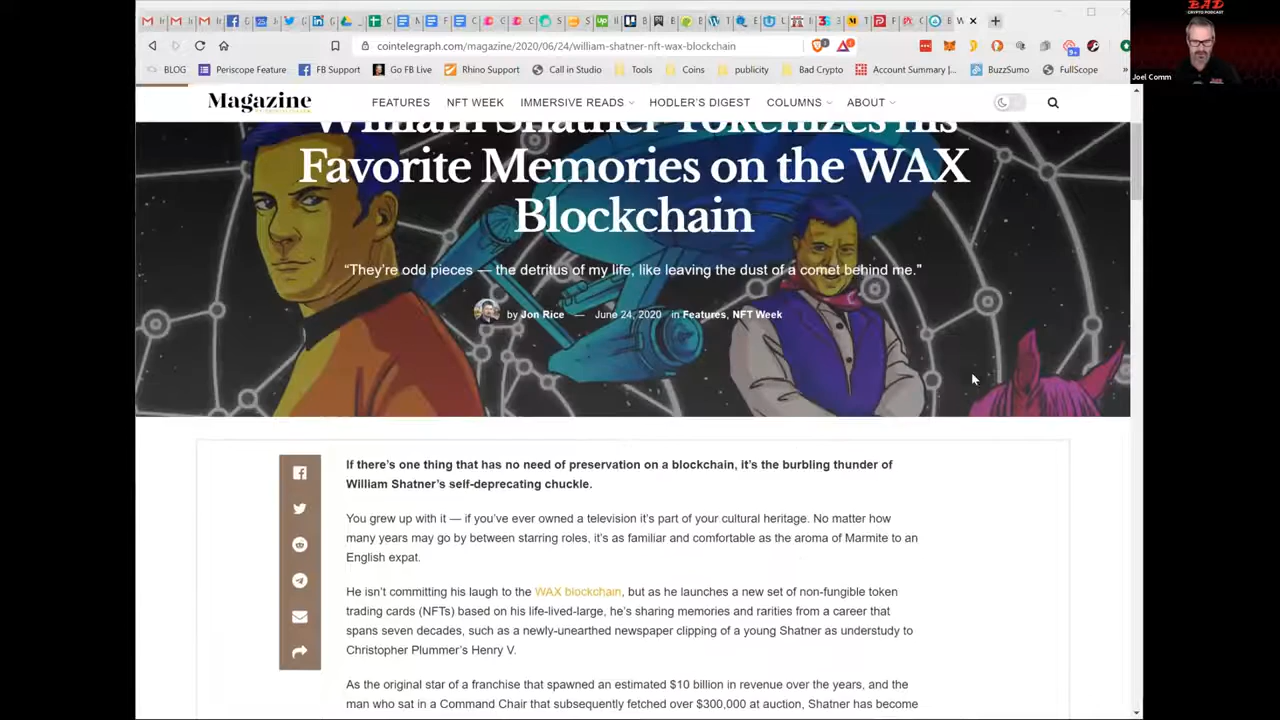 BAD
CRYPTO PODCAST
Joel Comm
cointelegraph.com/magazine/2020/06/24/william-shatner-nft-wax-blockchain
BLOG Periscope Feature FB Support Go FB Live Rhino Support Call in Studio Tools Coins publicity Bad Crypto Account Summary |... BuzzSumo FullScope
Magazine
FEATURES NFT WEEK IMMERSIVE READS HODLER'S DIGEST COLUMNS ABOUT
William Shatner Tokenizes his
Favorite Memories on the WAX
Blockchain
“They’re odd pieces — the detritus of my life, like leaving the dust of a comet behind me."
by Jon Rice — June 24, 2020 in Features, NFT Week
If there’s one thing that has no need of preservation on a blockchain, it’s the burbling thunder of
William Shatner’s self-deprecating chuckle.
You grew up with it — if you’ve ever owned a television it’s part of your cultural heritage. No matter how
many years may go by between starring roles, it’s as familiar and comfortable as the aroma of Marmite to an
English expat.
He isn’t committing his laugh to the WAX blockchain, but as he launches a new set of non-fungible token
trading cards (NFTs) based on his life-lived-large, he’s sharing memories and rarities from a career that
spans seven decades, such as a newly-unearthed newspaper clipping of a young Shatner as understudy to
Christopher Plummer’s Henry V.
As the original star of a franchise that spawned an estimated $10 billion in revenue over the years, and the
man who sat in a Command Chair that subsequently fetched over $300,000 at auction, Shatner has become